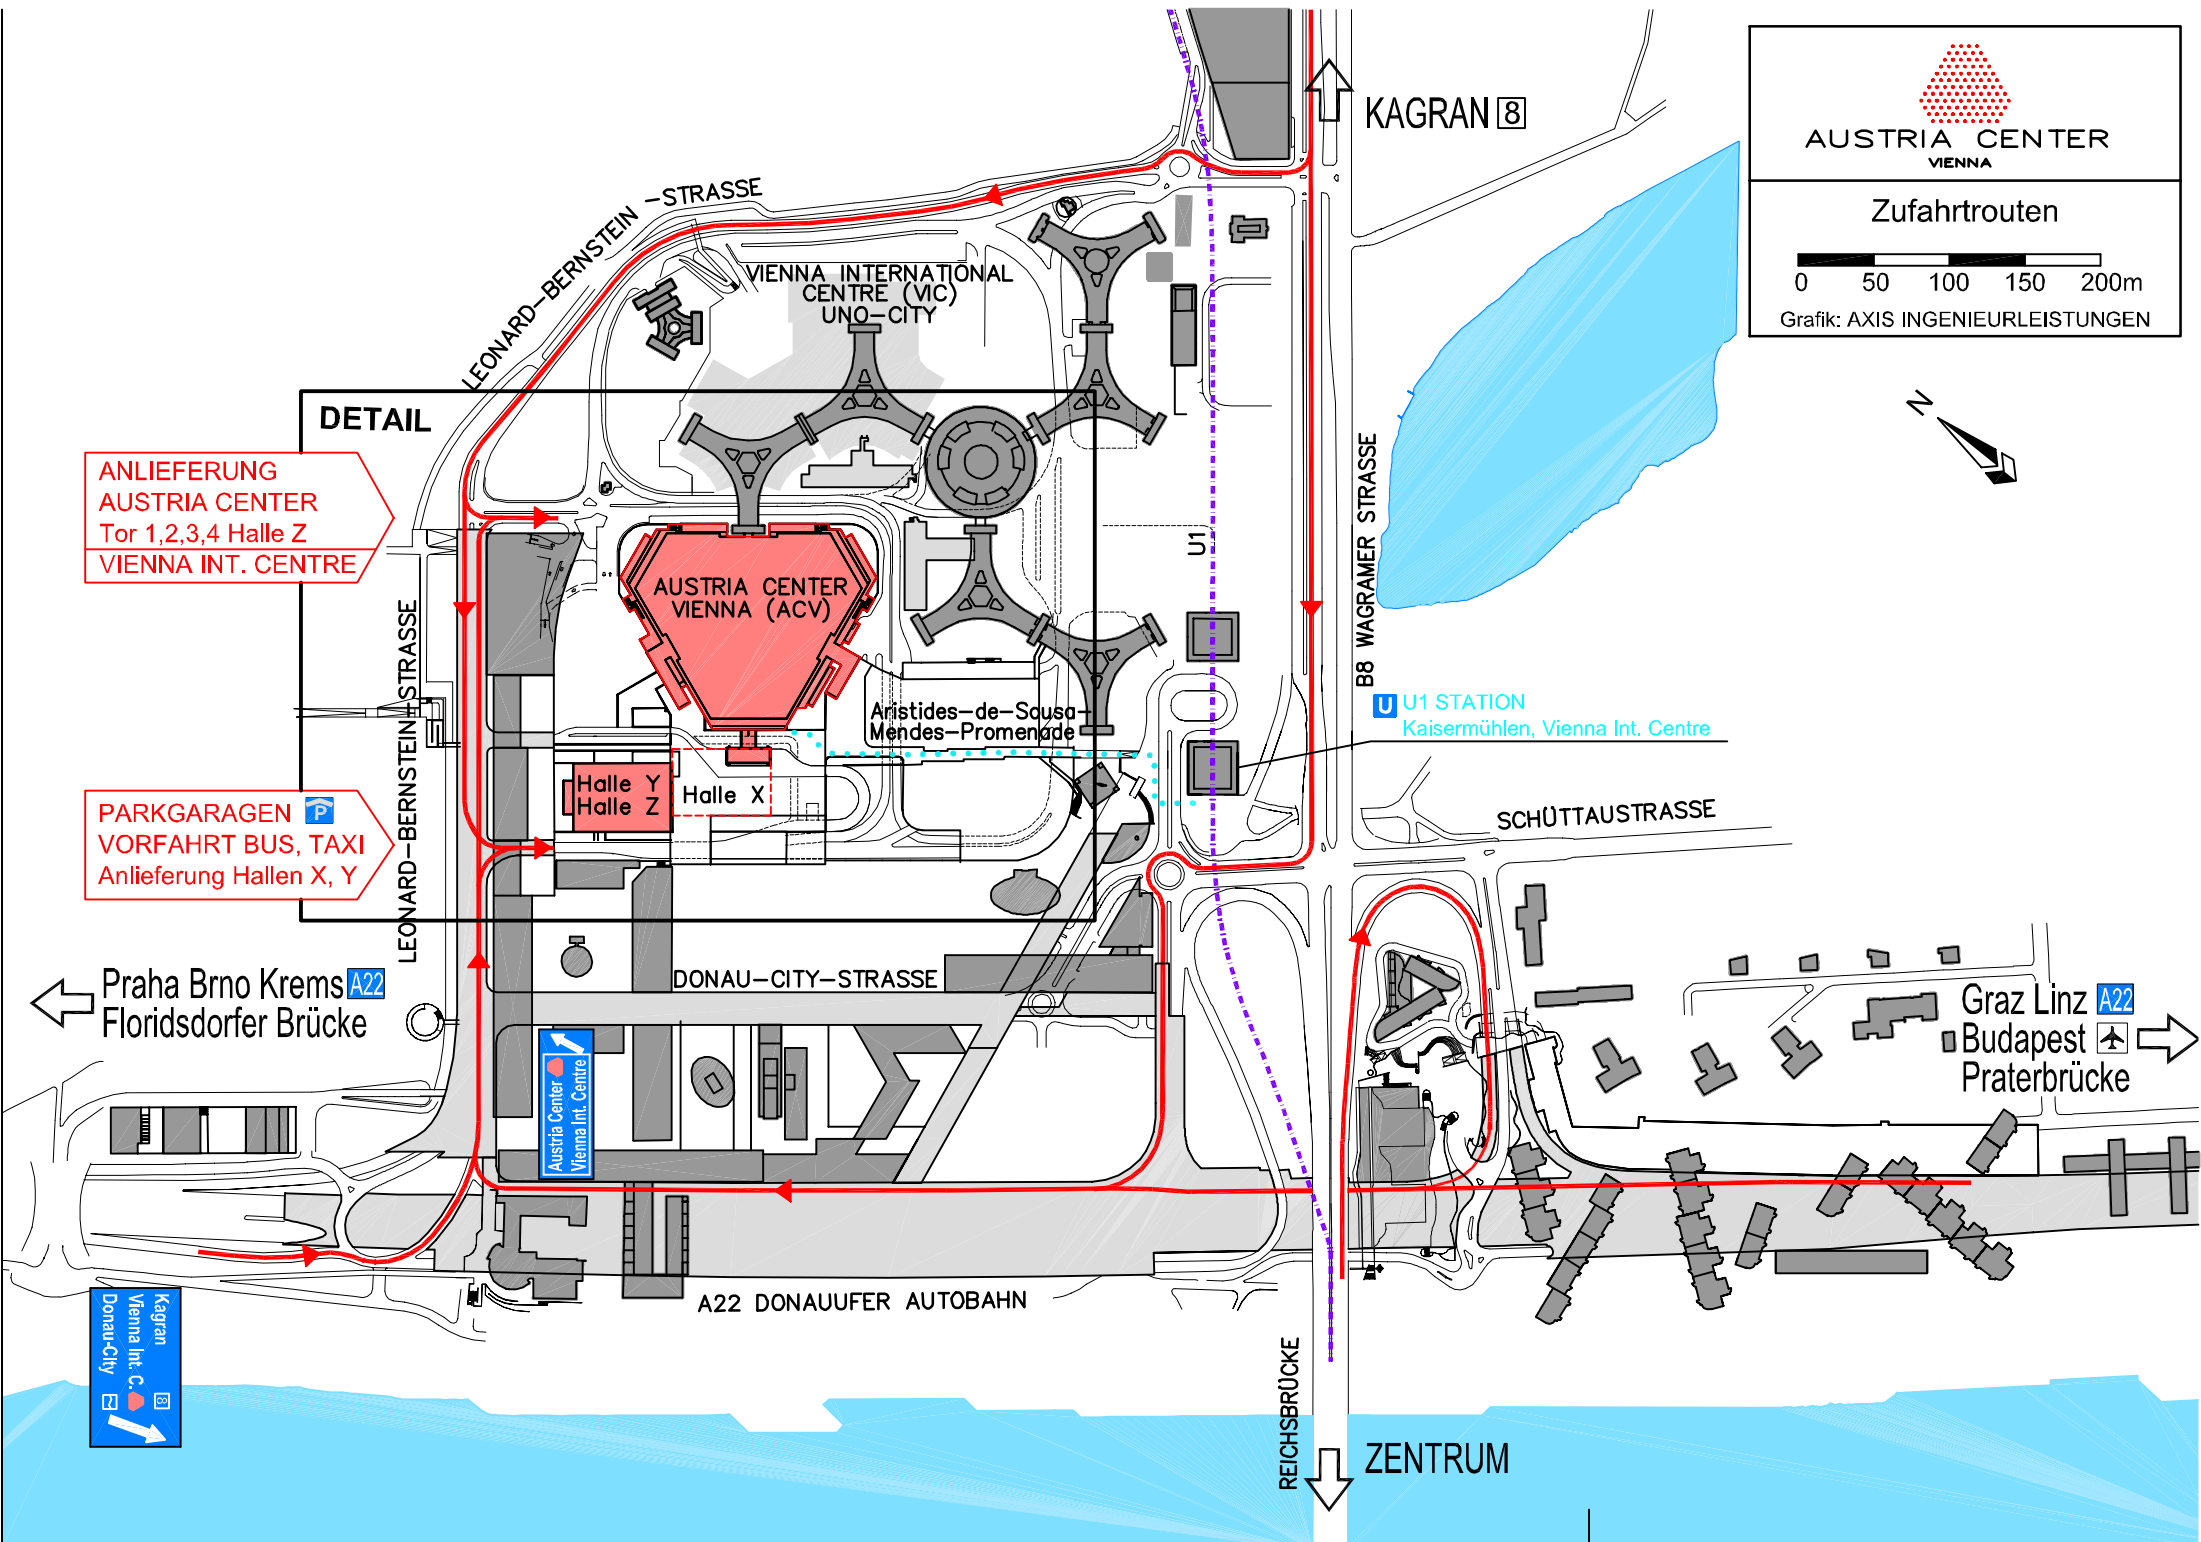 KAGRAN 8
AUSTRIA CENTER
VIENNA
Zufahrtrouten
0 50 100 150 200m
Grafik: AXIS INGENIEURLEISTUNGEN
N
LEONARD-BERNSTEIN-STRASSE
VIENNA INTERNATIONAL
CENTRE (VIC)
UNO-CITY
DETAIL
ANLIEFERUNG
AUSTRIA CENTER
Tor 1,2,3,4 Halle Z
VIENNA INT. CENTRE
AUSTRIA CENTER
VIENNA (ACV)
U1
B8 WAGRAMER STRASSE
LEONARD-BERNSTEIN-STRASSE
Aristides-de-Sousa-
Mendes-Promenade
U U1 STATION
Kaisermühlen, Vienna Int. Centre
Halle Y
Halle Z
Halle X
PARKGARAGEN P
VORFAHRT BUS, TAXI
Anlieferung Hallen X, Y
SCHÜTTAUSTRASSE
Praha Brno Krems A22
Floridsdorfer Brücke
DONAU-CITY-STRASSE
Graz Linz A22
Budapest
Praterbrücke
Austria Center
Vienna Int. Centre
A22 DONAUUFER AUTOBAHN
Kagran 8
Vienna Int. C.
Donau-City
REICHSBRÜCKE
ZENTRUM